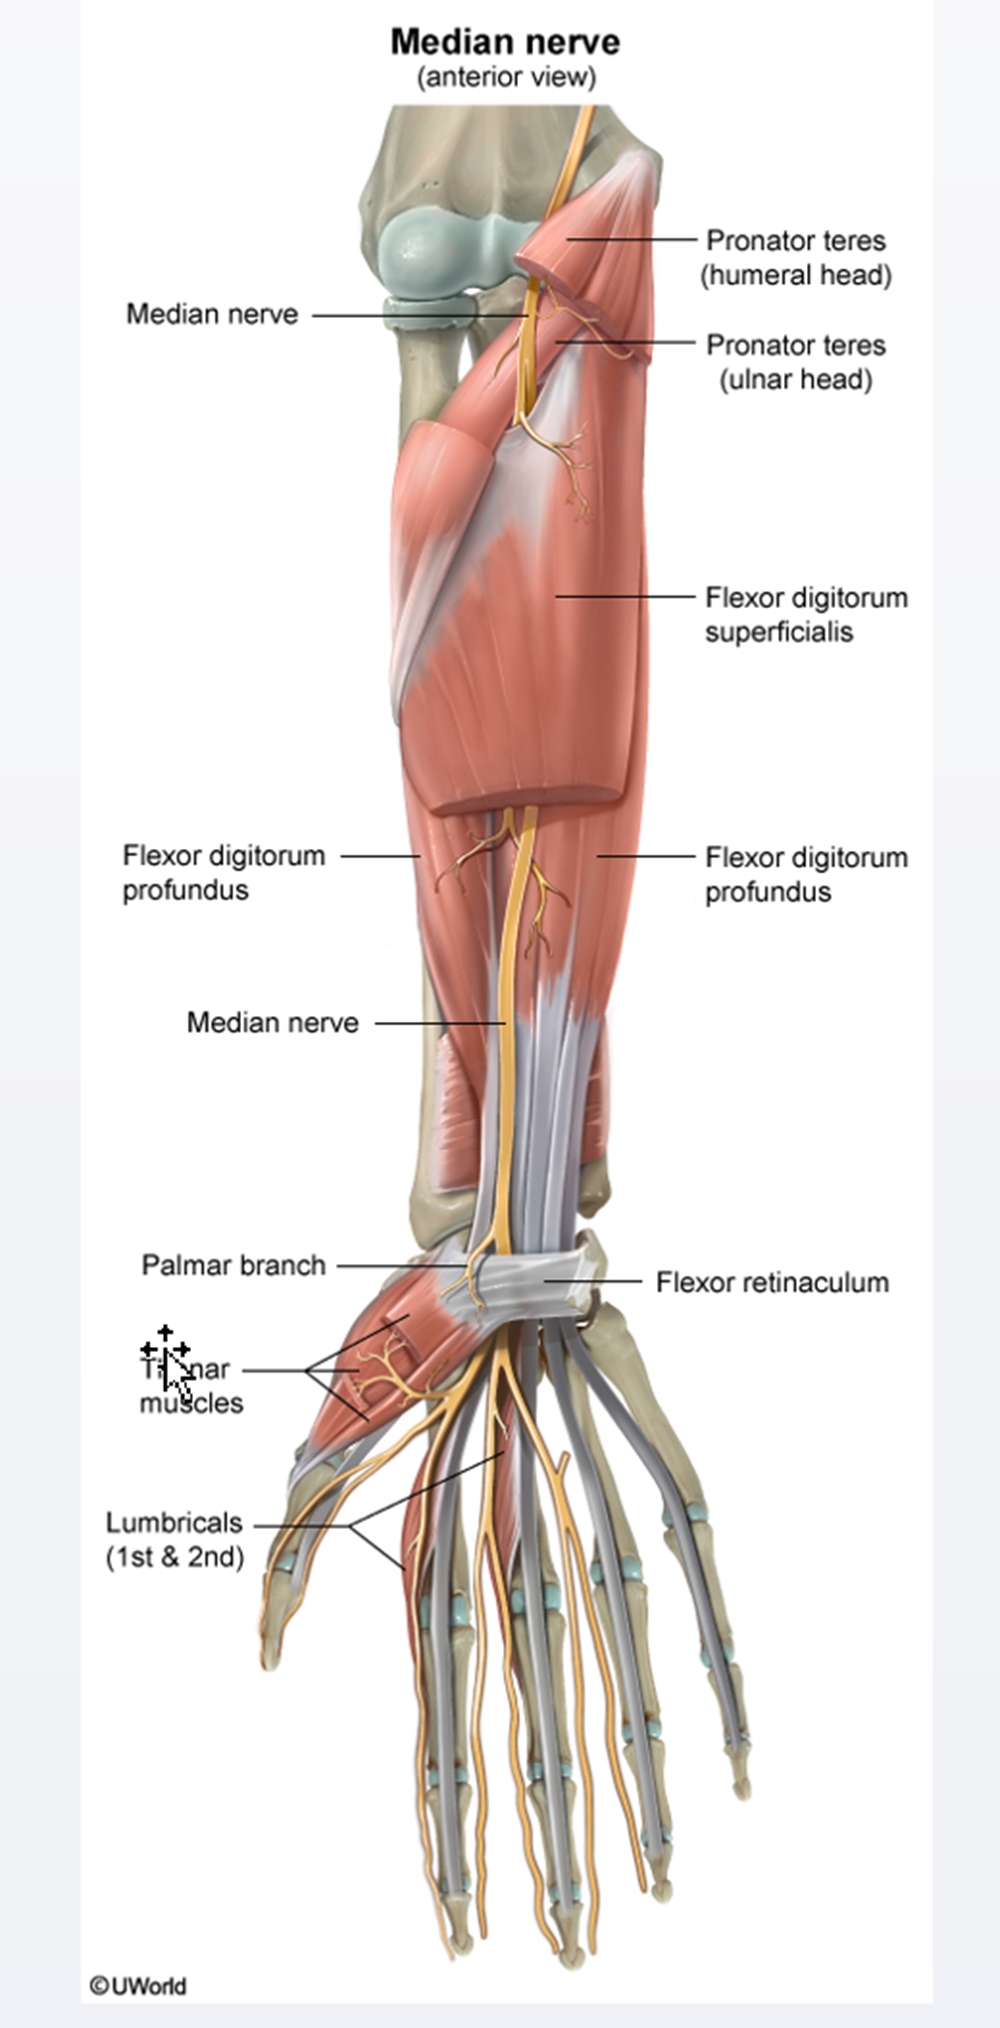 Median nerve
(anterior view)
Pronator teres
(humeral head)
Median nerve
Pronator teres
(ulnar head)
Flexor digitorum
superficialis
Flexor digitorum
profundus
Flexor digitorum
profundus
Median nerve
Palmar branch
Flexor retinaculum
muscles
Lumbricals
(1st & 2nd)
©UWorld